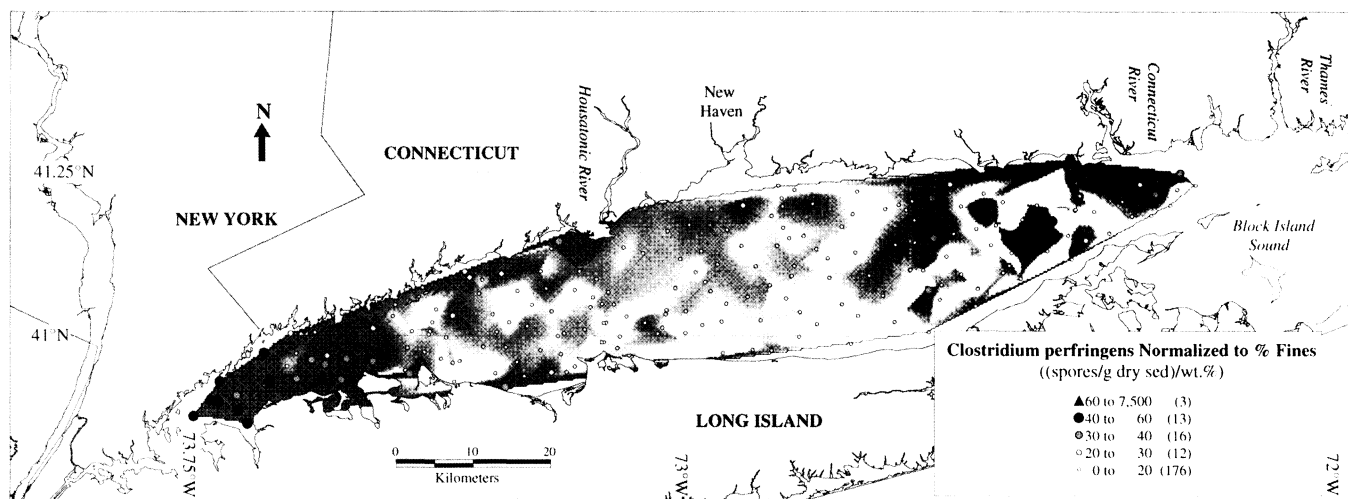 N
41.25°N
NEW YORK
CONNECTICUT
Housatonic River
New
Haven
Connecticut
River
Thames
River
Block Island
Sound
41°N
73.75°W
LONG ISLAND
0 10 20
Kilometers
73°W
72°W
Clostridium perfringens Normalized to % Fines
((spores/g dry sed)/wt.%)
60 to 7,500 (3)
40 to 60 (13)
30 to 40 (16)
20 to 30 (12)
0 to 20 (176)